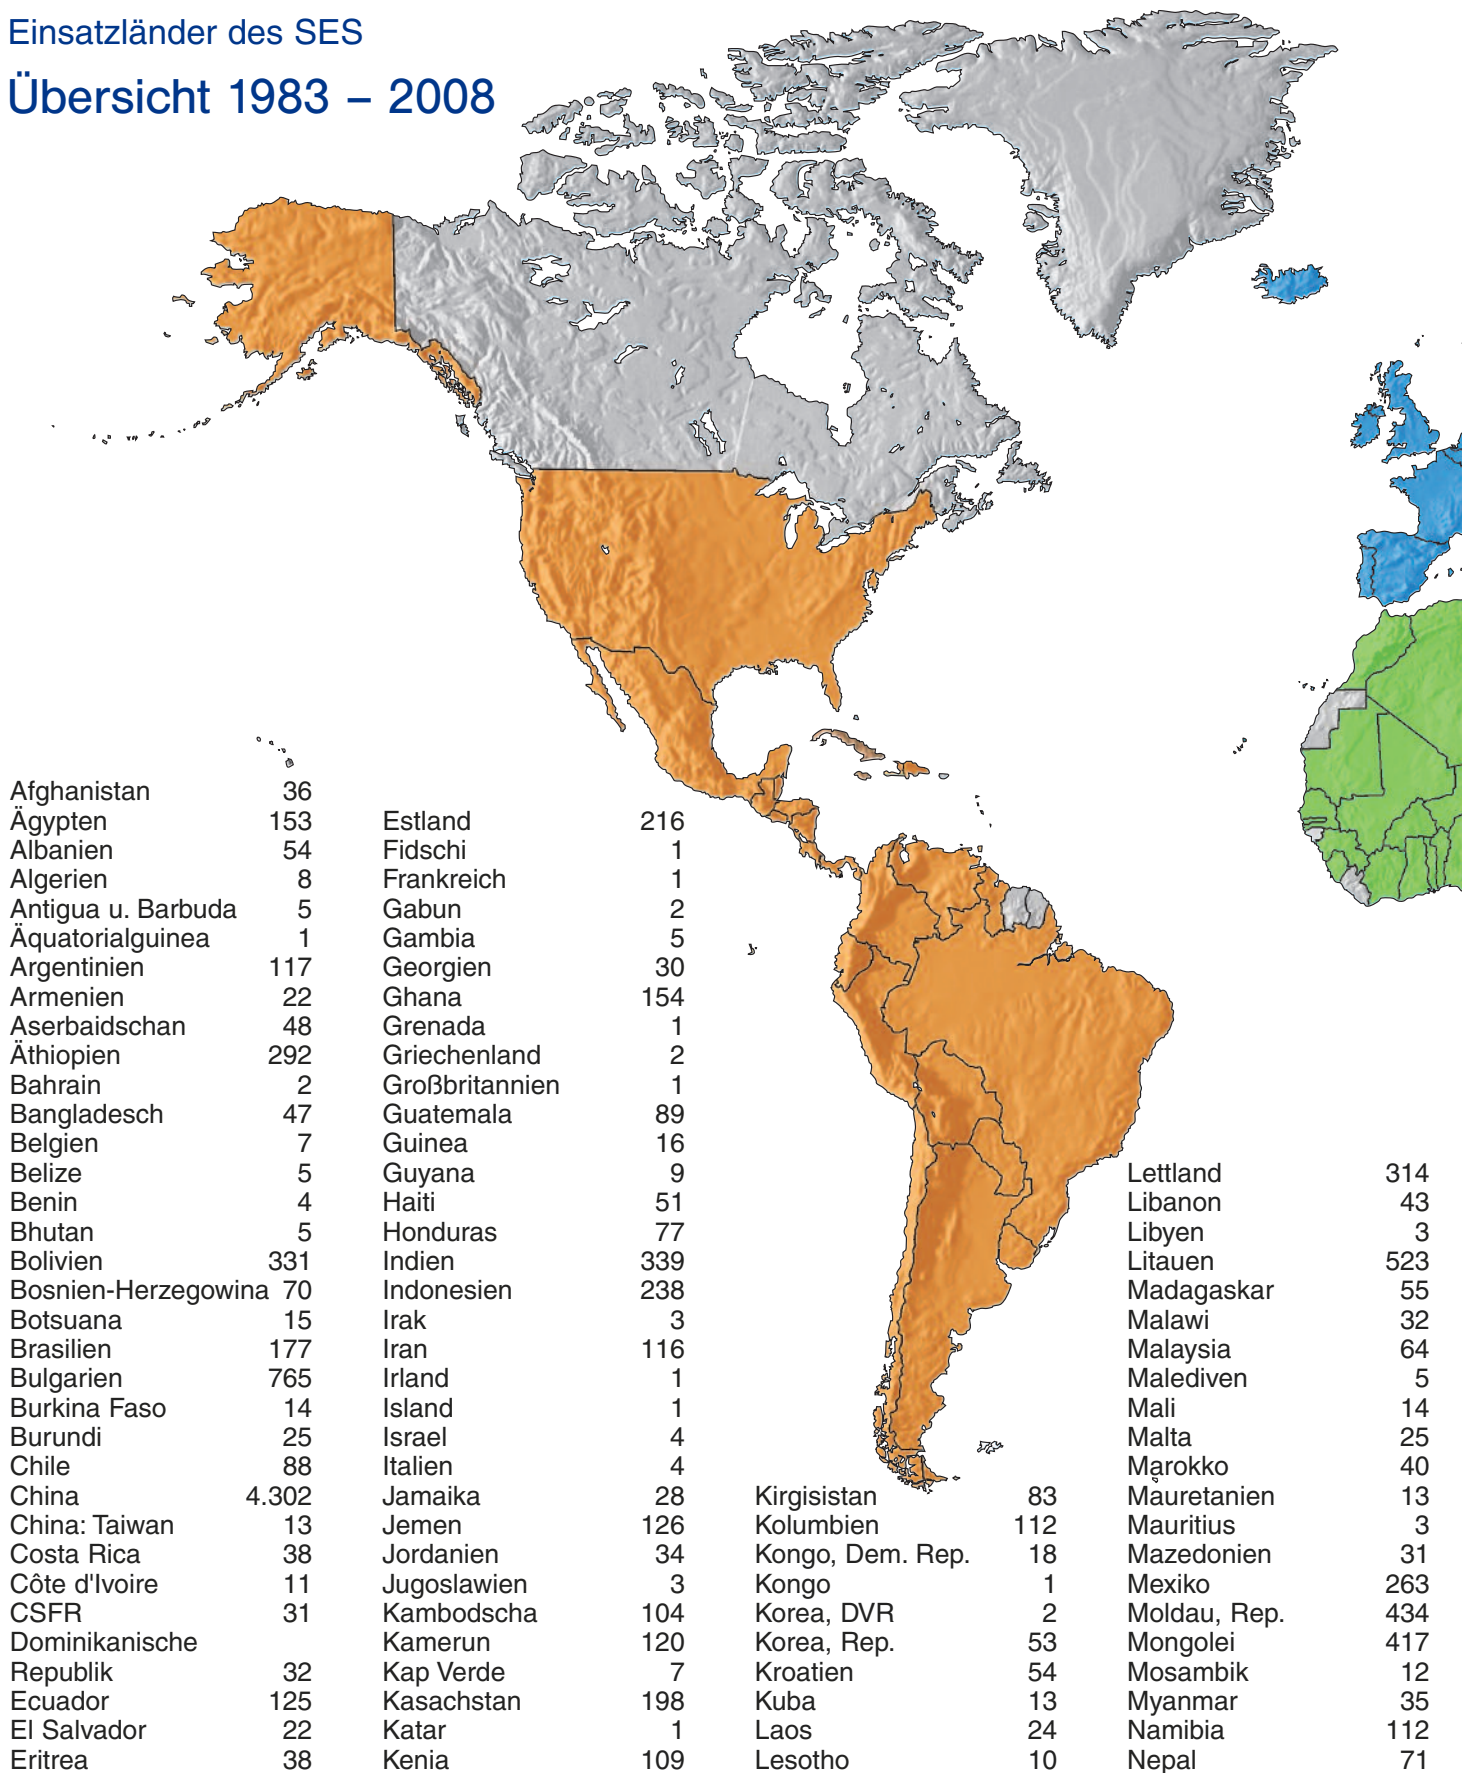 Einsatzländer des SES
Übersicht 1983 – 2008
Afghanistan 36
Ägypten 153
Albanien 54
Algerien 8
Antigua u. Barbuda 5
Äquatorialguinea 1
Argentinien 117
Armenien 22
Aserbaidschan 48
Äthiopien 292
Bahrain 2
Bangladesch 47
Belgien 7
Belize 5
Benin 4
Bhutan 5
Bolivien 331
Bosnien-Herzegowina 70
Botsuana 15
Brasilien 177
Bulgarien 765
Burkina Faso 14
Burundi 25
Chile 88
China 4.302
China: Taiwan 13
Costa Rica 38
Côte d'Ivoire 11
CSFR 31
Dominikanische
Republik 32
Ecuador 125
El Salvador 22
Eritrea 38
Estland 216
Fidschi 1
Frankreich 1
Gabun 2
Gambia 5
Georgien 30
Ghana 154
Grenada 1
Griechenland 2
Großbritannien 1
Guatemala 89
Guinea 16
Guyana 9
Haiti 51
Honduras 77
Indien 339
Indonesien 238
Irak 3
Iran 116
Irland 1
Island 1
Israel 4
Italien 4
Jamaika 28
Jemen 126
Jordanien 34
Jugoslawien 3
Kambodscha 104
Kamerun 120
Kap Verde 7
Kasachstan 198
Katar 1
Kenia 109
Kirgisistan 83
Kolumbien 112
Kongo, Dem. Rep. 18
Kongo 1
Korea, DVR 2
Korea, Rep. 53
Kroatien 54
Kuba 13
Laos 24
Lesotho 10
Lettland 314
Libanon 43
Libyen 3
Litauen 523
Madagaskar 55
Malawi 32
Malaysia 64
Malediven 5
Mali 14
Malta 25
Marokko 40
Mauretanien 13
Mauritius 3
Mazedonien 31
Mexiko 263
Moldau, Rep. 434
Mongolei 417
Mosambik 12
Myanmar 35
Namibia 112
Nepal 71